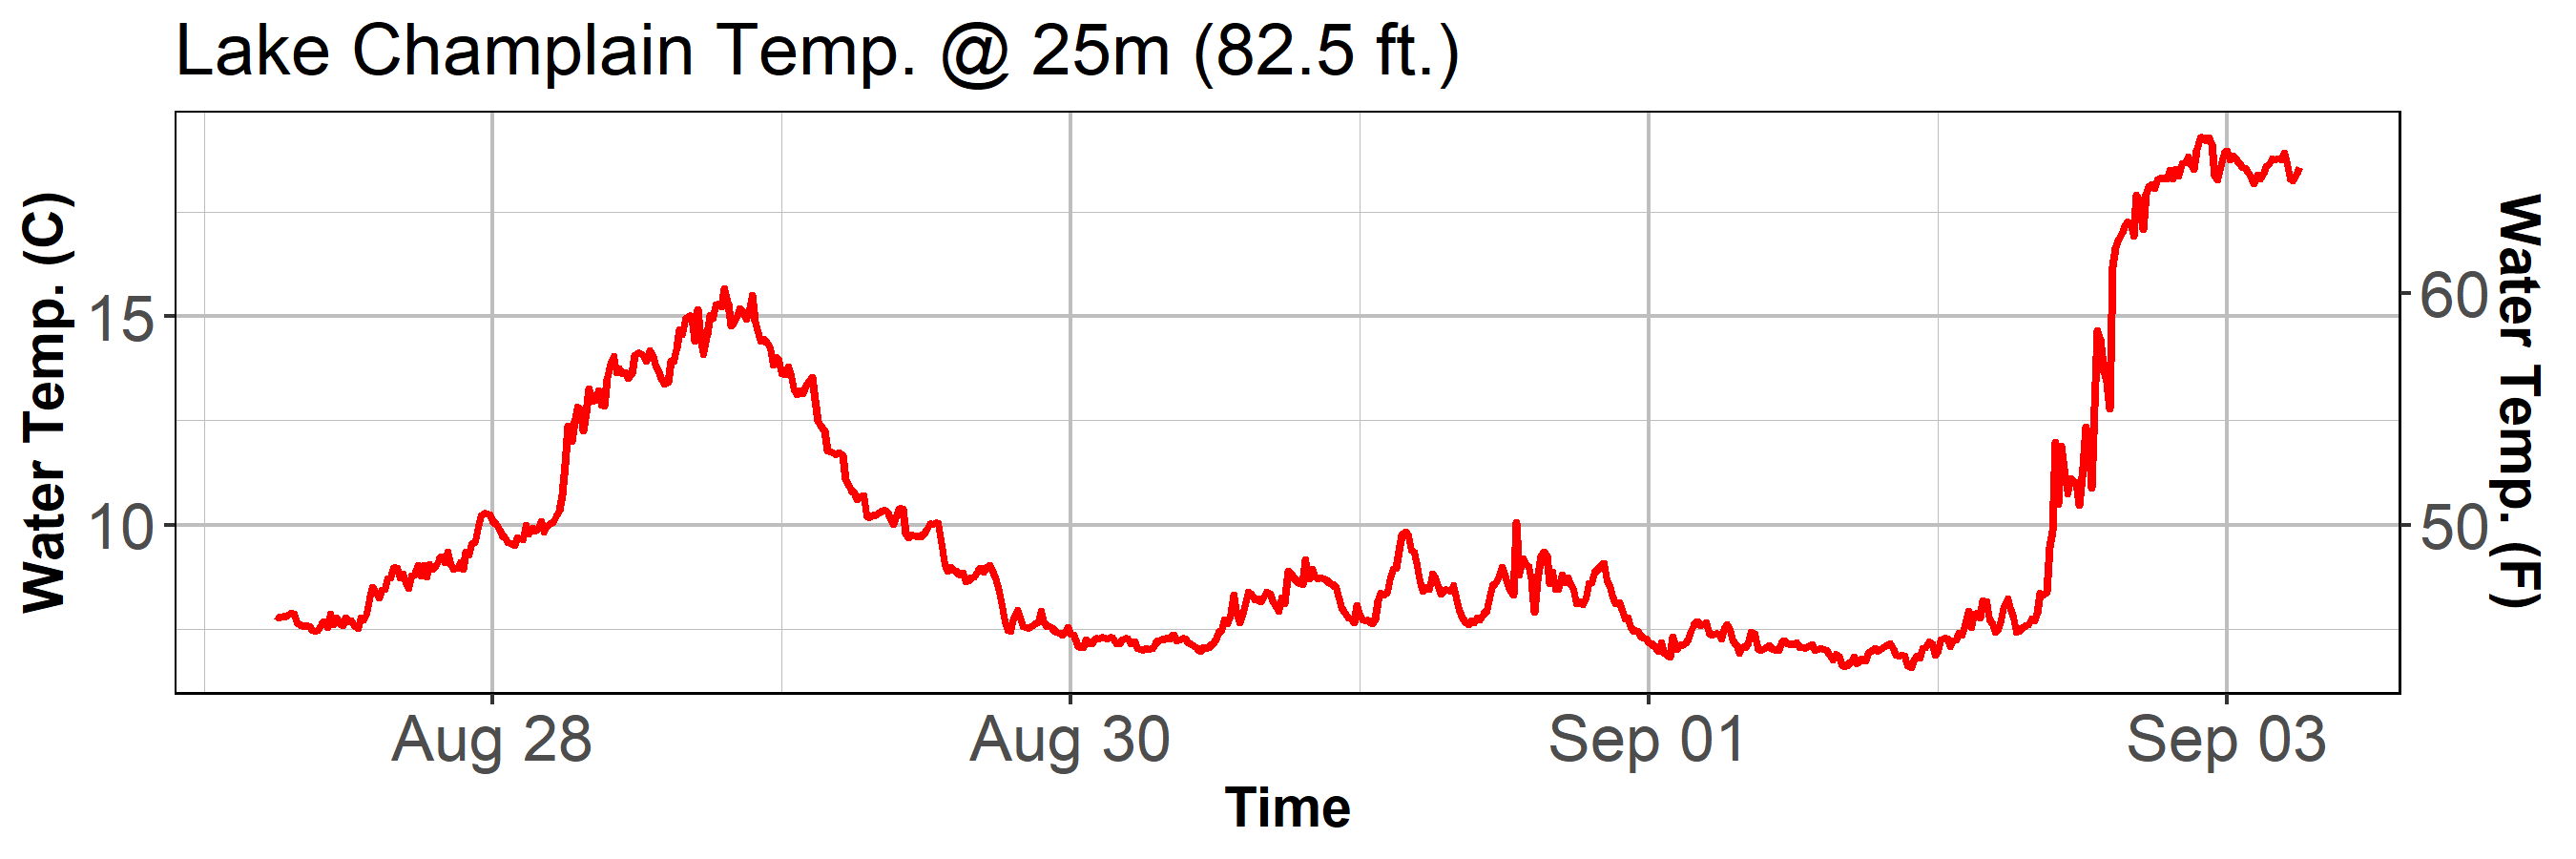 Lake Champlain Temp. @ 25m (82.5 ft.)
Water Temp. (C)
15
10
60
50
Water Temp. (F)
Aug 28 Aug 30 Sep 01 Sep 03
Time